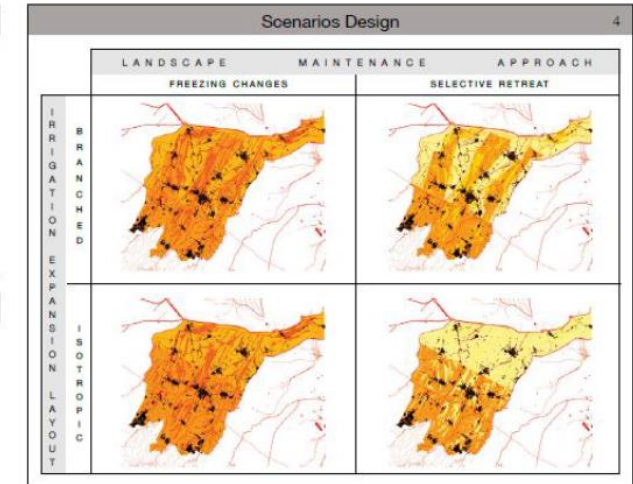 Scenarios Design 4
LANDSCAPE MAINTENANCE APPROACH
FREEZING CHANGES SELECTIVE RETREAT
IRRIGATION EXPANSION LAYOUT
BRANCHED
ISOTROPIC